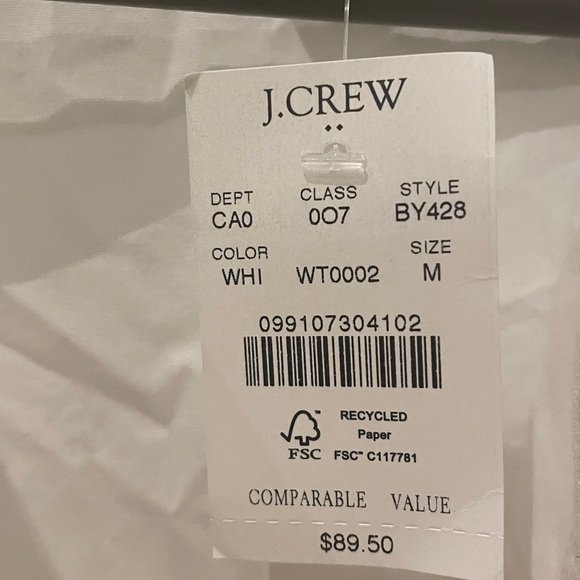 J.CREW
DEPT CLASS STYLE
CA0 007 BY428
COLOR SIZE
WHI WT0002 M
099107304102
RECYCLED
Paper
FSC™ FSC™ C117781
COMPARABLE VALUE
$89.50